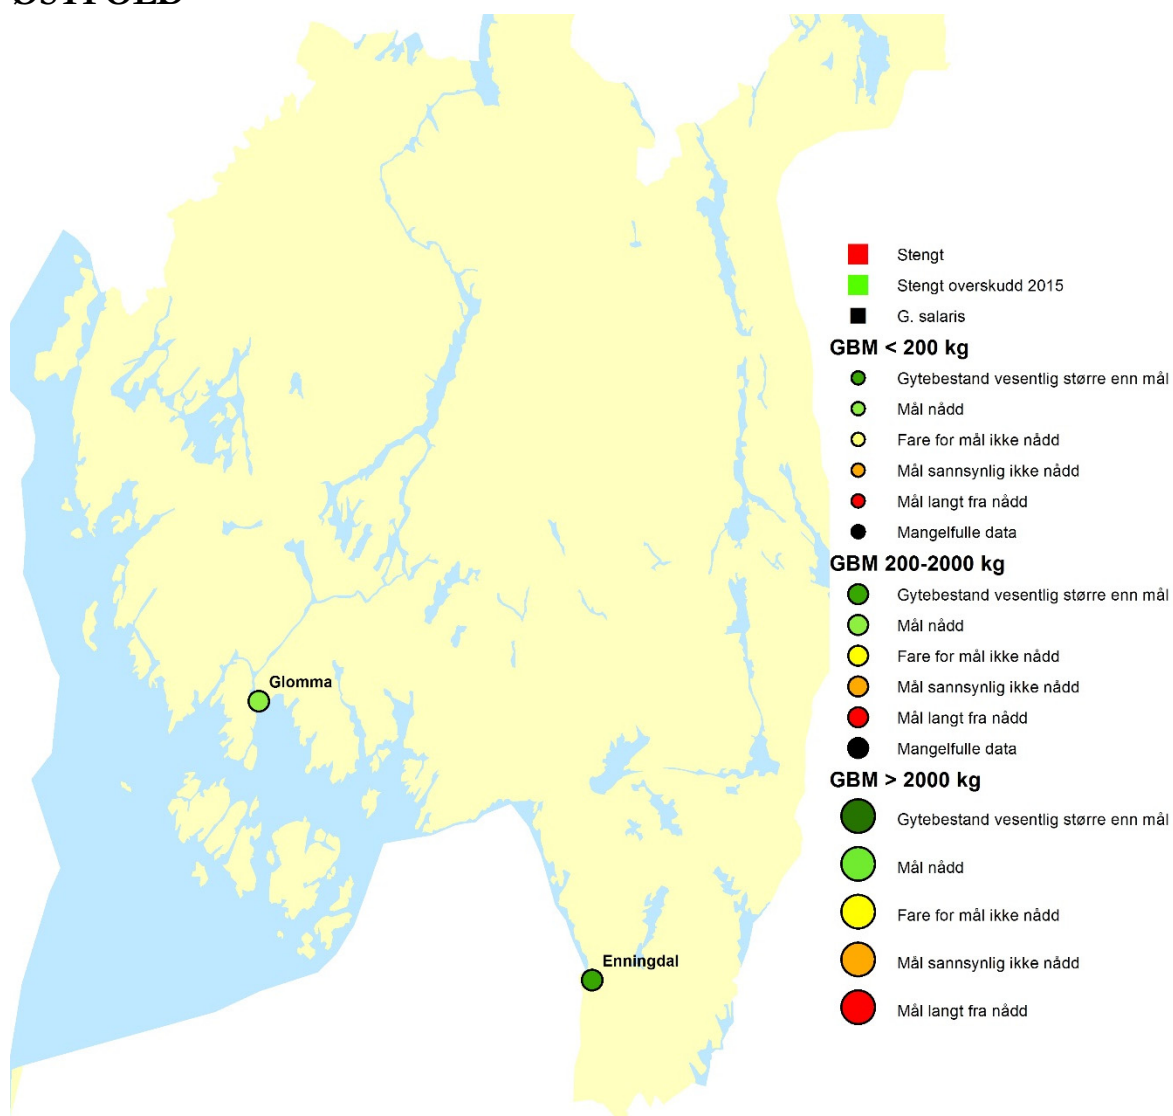 ØSTFOLD
Stengt
Stengt overskudd 2015
G. salaris
GBM < 200 kg
Gytebestand vesentlig større enn mål
Mål nådd
Fare for mål ikke nådd
Mål sannsynlig ikke nådd
Mål langt fra nådd
Mangelfulle data
GBM 200-2000 kg
Gytebestand vesentlig større enn mål
Mål nådd
Fare for mål ikke nådd
Mål sannsynlig ikke nådd
Mål langt fra nådd
Mangelfulle data
GBM > 2000 kg
Gytebestand vesentlig større enn mål
Mål nådd
Fare for mål ikke nådd
Mål sannsynlig ikke nådd
Mål langt fra nådd
Glomma
Enningdal